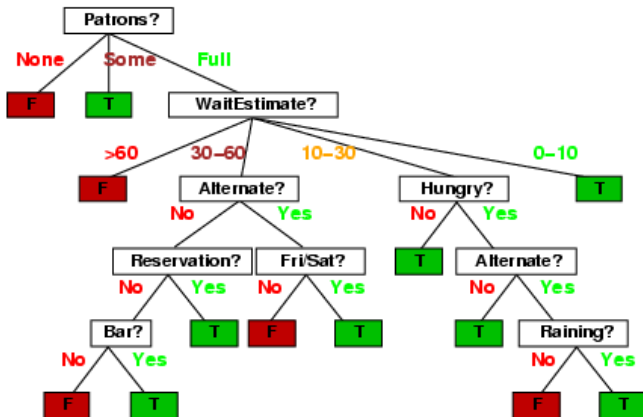 Patrons?
None Some Full
F T WaitEstimate?
>60 30–60 10–30 0–10
F Alternate? Hungry? T
No Yes No Yes
Reservation? Fri/Sat? T Alternate?
No Yes No Yes No Yes
Bar? T F T T Raining?
No Yes No Yes
F T F T